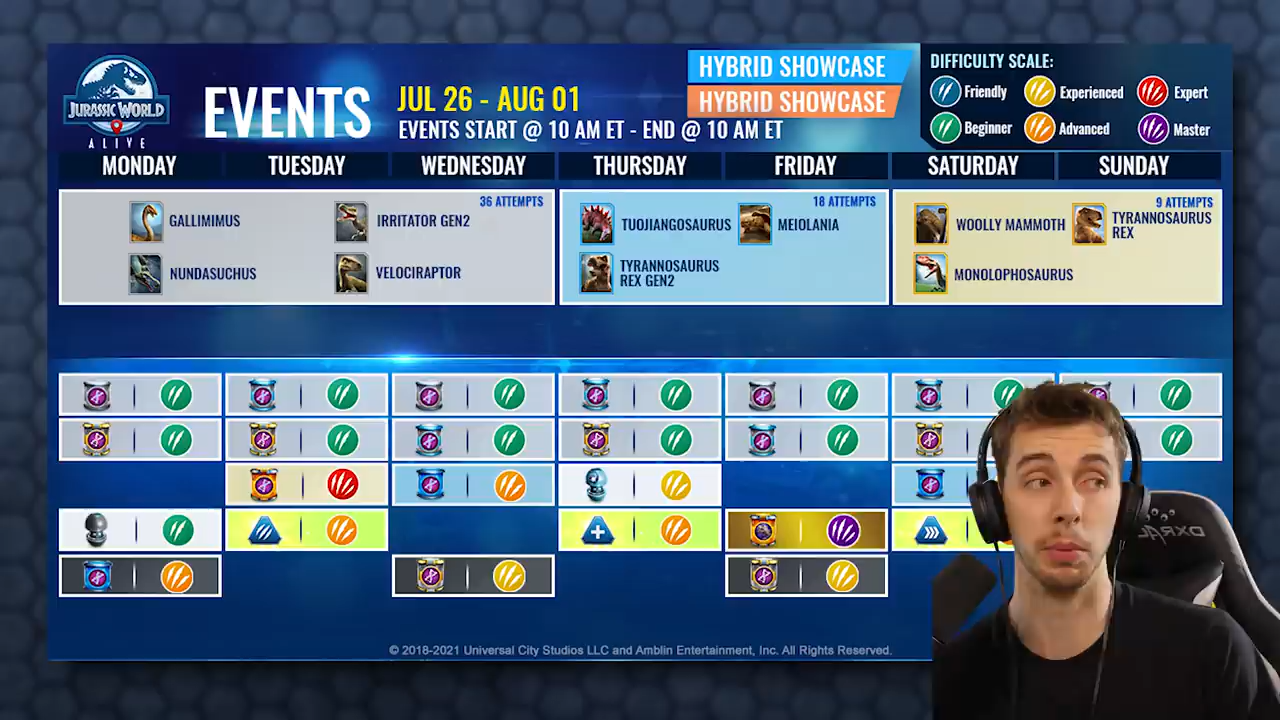 JURASSIC WORLD
ALIVE
EVENTS
JUL 26 - AUG 01
EVENTS START @ 10 AM ET - END @ 10 AM ET
HYBRID SHOWCASE
HYBRID SHOWCASE
DIFFICULTY SCALE:
Friendly
Experienced
Expert
Beginner
Advanced
Master
MONDAY
TUESDAY
WEDNESDAY
THURSDAY
FRIDAY
SATURDAY
SUNDAY
36 ATTEMPTS
GALLIMIMUS
IRRITATOR GEN2
NUNDASUCHUS
VELOCIRAPTOR
18 ATTEMPTS
TUOJIANGOSAURUS
MEIOLANIA
TYRANNOSAURUS
REX GEN2
9 ATTEMPTS
WOOLLY MAMMOTH
TYRANNOSAURUS
REX
MONOLOPHOSAURUS
DXRAC
© 2018-2021 Universal City Studios LLC and Amblin Entertainment, Inc. All Rights Reserved.